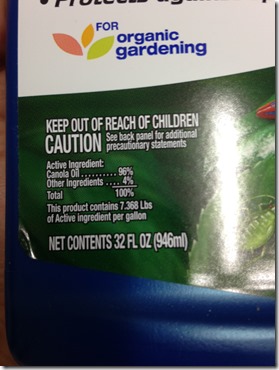 • Protects
FOR
organic
gardening
KEEP OUT OF REACH OF CHILDREN
CAUTION See back panel for additional
precautionary statements
Active Ingredient:
Canola Oil .......... 96%
Other Ingredients .... 4%
Total 100%
This product contains 7.368 Lbs
of Active ingredient per gallon
NET CONTENTS 32 FL OZ (946ml)